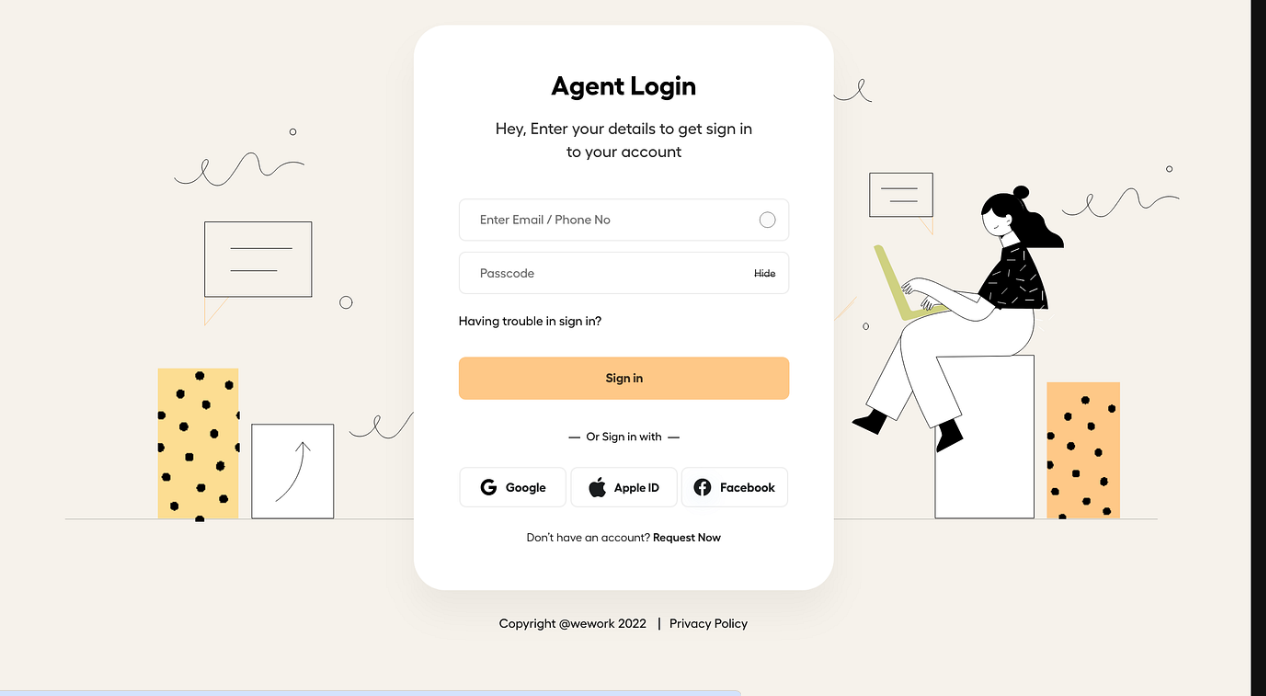 Agent Login
Hey, Enter your details to get sign in
to your account
Enter Email / Phone No
Passcode
Hide
Having trouble in sign in?
Sign in
— Or Sign in with —
Google
Apple ID
Facebook
Don't have an account? Request Now
Copyright @wework 2022 | Privacy Policy